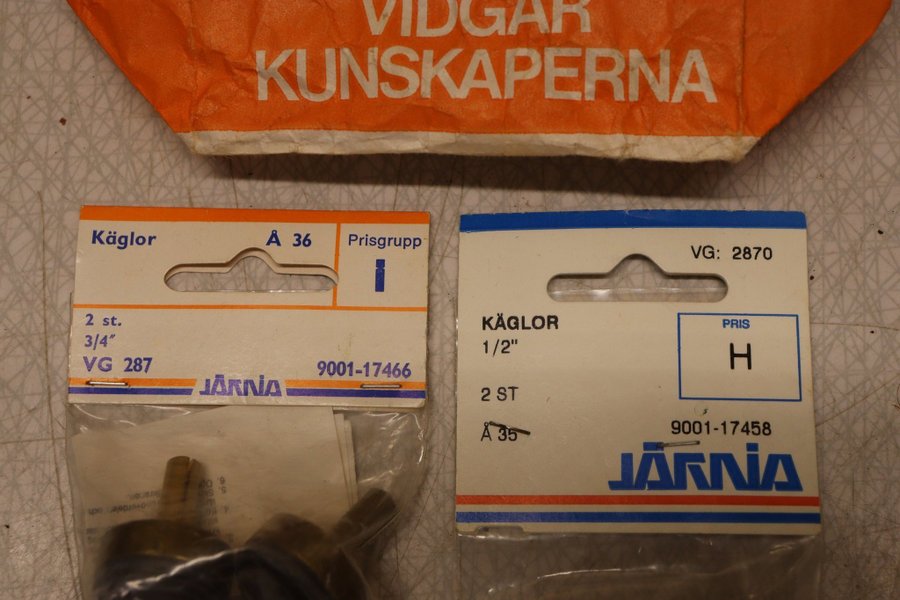 VIDGAR
KUNSKAPERNA
Käglor
Å 36
Prisgrupp
I
2 st.
3/4"
VG 287
9001-17466
JÄRNIA
VG: 2870
KÄGLOR
1/2"
PRIS
H
2 ST
Å 35
9001-17458
JÄRNIA